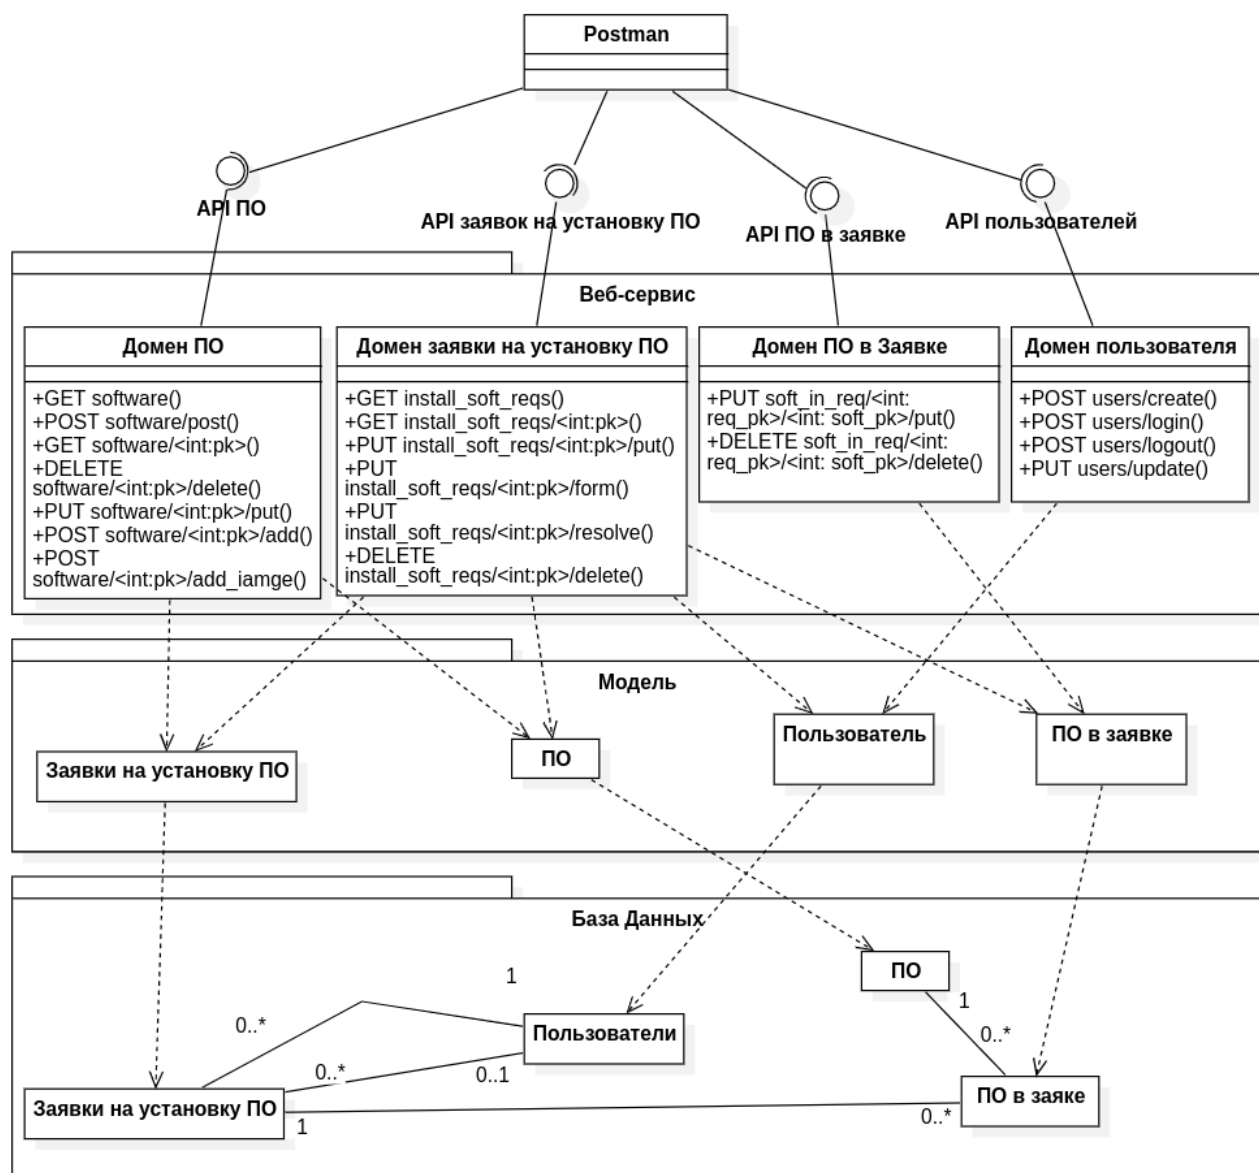 Postman
API ПО
API заявок на установку ПО
API ПО в заявке
API пользователей
Веб-сервис
Домен ПО
+GET software()
+POST software/post()
+GET software/<int:pk>()
+DELETE
software/<int:pk>/delete()
+PUT software/<int:pk>/put()
+POST software/<int:pk>/add()
+POST
software/<int:pk>/add_iamge()
Домен заявки на установку ПО
+GET install_soft_reqs()
+GET install_soft_reqs/<int:pk>()
+PUT install_soft_reqs/<int:pk>/put()
+PUT
install_soft_reqs/<int:pk>/form()
+PUT
install_soft_reqs/<int:pk>/resolve()
+DELETE
install_soft_reqs/<int:pk>/delete()
Домен ПО в Заявке
+PUT soft_in_req/<int:
req_pk>/<int: soft_pk>/put()
+DELETE soft_in_req/<int:
req_pk>/<int: soft_pk>/delete()
Домен пользователя
+POST users/create()
+POST users/login()
+POST users/logout()
+PUT users/update()
Модель
Заявки на установку ПО
ПО
Пользователь
ПО в заявке
База Данных
ПО
1
0..*
1
0..*
Пользователи
0..*
0..1
Заявки на установку ПО
1
0..*
ПО в заяке